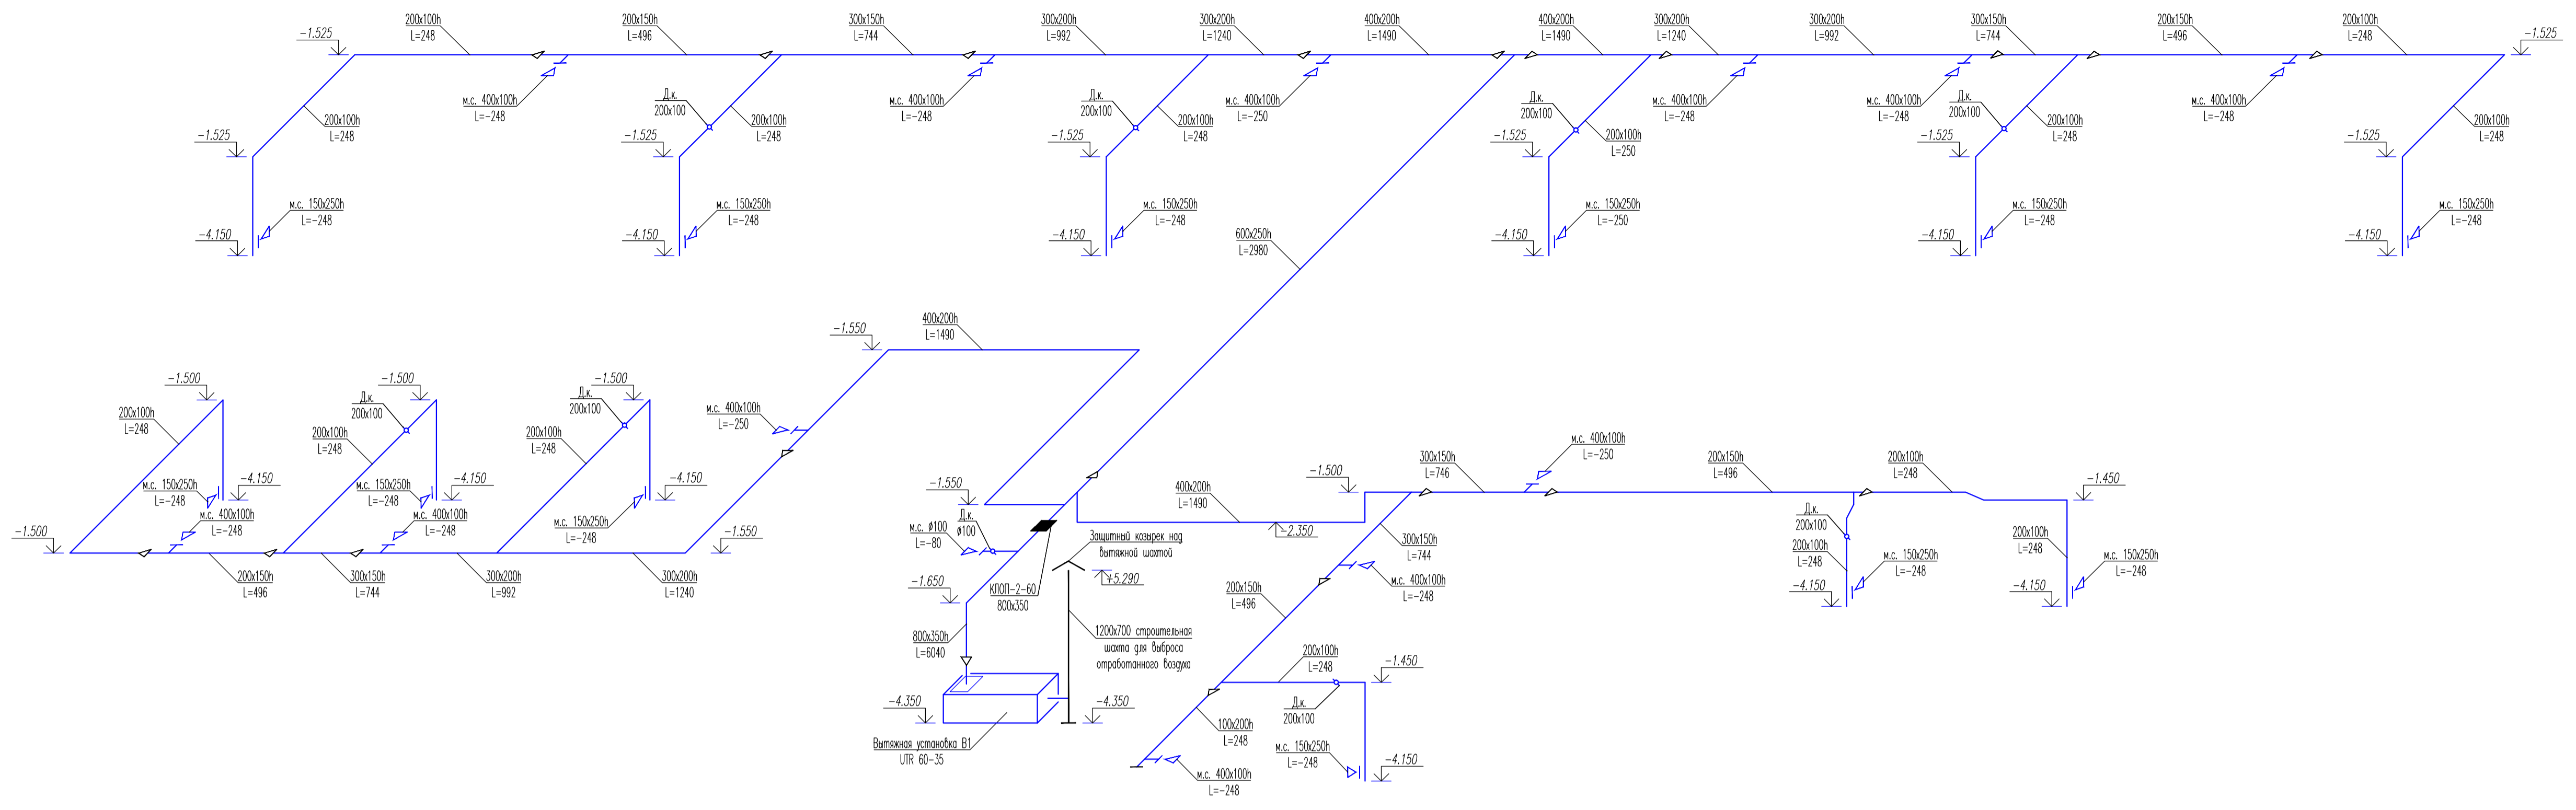 200x100h
L=248
200x150h
L=496
300x150h
L=744
300x200h
L=992
300x200h
L=1240
400x200h
L=1490
400x200h
L=1490
300x200h
L=1240
300x200h
L=992
300x150h
L=744
200x150h
L=496
200x100h
L=248
-1.525
-1.525
м.с. 400x100h
L=-248
м.с. 400x100h
L=-248
м.с. 400x100h
L=-250
м.с. 400x100h
L=-248
м.с. 400x100h
L=-248
м.с. 400x100h
L=-248
Д.к.
200x100
Д.к.
200x100
Д.к.
200x100
Д.к.
200x100
200x100h
L=248
200x100h
L=248
200x100h
L=248
200x100h
L=250
200x100h
L=248
200x100h
L=248
-1.525
-1.525
-1.525
-1.525
-1.525
-1.525
м.с. 150x250h
L=-248
м.с. 150x250h
L=-248
м.с. 150x250h
L=-248
м.с. 150x250h
L=-250
м.с. 150x250h
L=-248
м.с. 150x250h
L=-248
-4.150
-4.150
-4.150
-4.150
-4.150
-4.150
600x250h
L=2980
-1.550
400x200h
L=1490
-1.500
-1.500
-1.500
200x100h
L=248
Д.к.
200x100
200x100h
L=248
Д.к.
200x100
200x100h
L=248
м.с. 400x100h
L=-250
м.с. 150x250h
L=-248
-4.150
м.с. 150x250h
L=-248
-4.150
м.с. 150x250h
L=-248
-4.150
м.с. 400x100h
L=-248
м.с. 400x100h
L=-248
-1.500
-1.550
200x150h
L=496
300x150h
L=744
300x200h
L=992
300x200h
L=1240
-1.550
м.с. ϕ100
L=-80
Д.к.
ϕ100
-1.650
КЛОП-2-60
800x350
Защитный козырек над
вытяжной шахтой
+5.290
800x350h
L=6040
1200x700 строительная
шахта для выброса
отработанного воздуха
-4.350
-4.350
Вытяжная установка В1
UTR 60-35
400x200h
L=1490
-2.350
-1.500
300x150h
L=746
м.с. 400x100h
L=-250
200x150h
L=496
200x100h
L=248
-1.450
Д.к.
200x100
200x100h
L=248
м.с. 150x250h
L=-248
-4.150
200x100h
L=248
м.с. 150x250h
L=-248
-4.150
300x150h
L=744
м.с. 400x100h
L=-248
200x150h
L=496
200x100h
L=248
-1.450
Д.к.
200x100
100x200h
L=248
м.с. 150x250h
L=-248
-4.150
м.с. 400x100h
L=-248